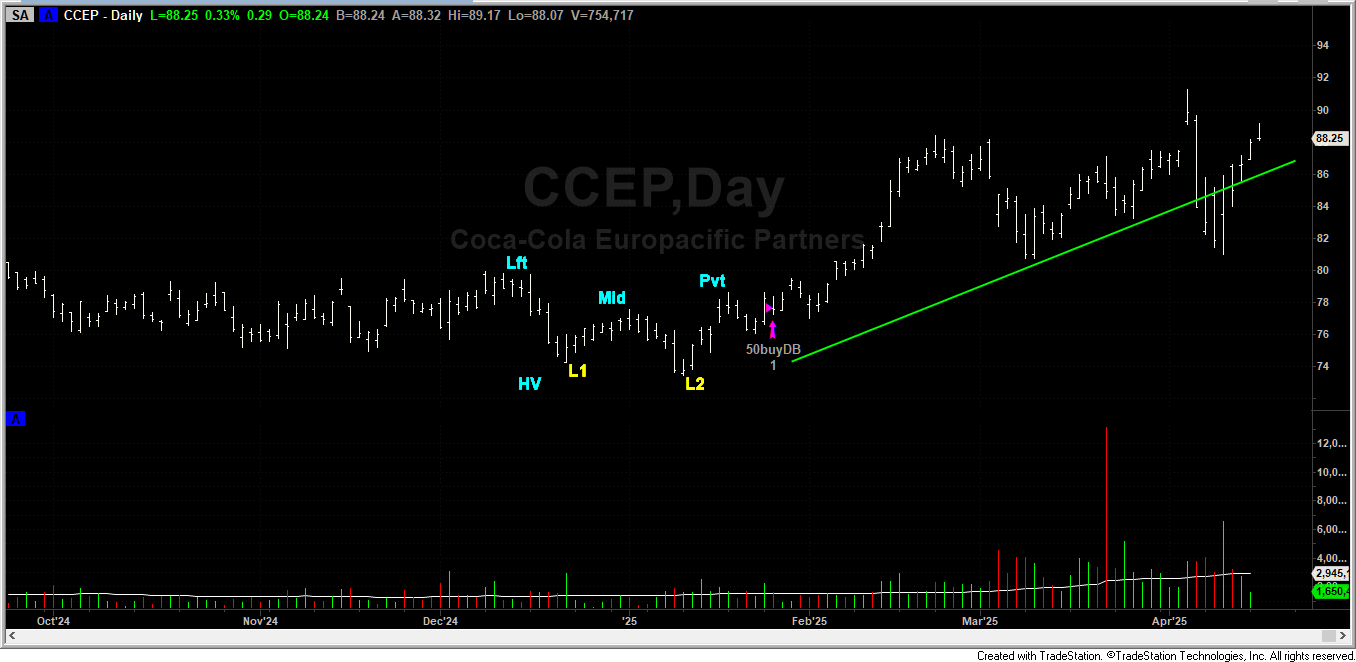 SA A CCEP - Daily L=88.25 0.33% 0.29 O=88.24 B=88.24 A=88.32 Hi=89.17 Lo=88.07 V=754,717
94
92
90
88.25
86
84
82
80
78
76
74
CCEP,Day
Coca-Cola Europacific Partners
Lft
Mid
Pvt
HV
L1
L2
50buyDB
1
A
12,0...
10,0...
8,00...
6,00...
4,00...
2,945,1
1,650,4
Oct'24 Nov'24 Dec'24 '25 Feb'25 Mar'25 Apr'25
Created with TradeStation. ©TradeStation Technologies, Inc. All rights reserved.